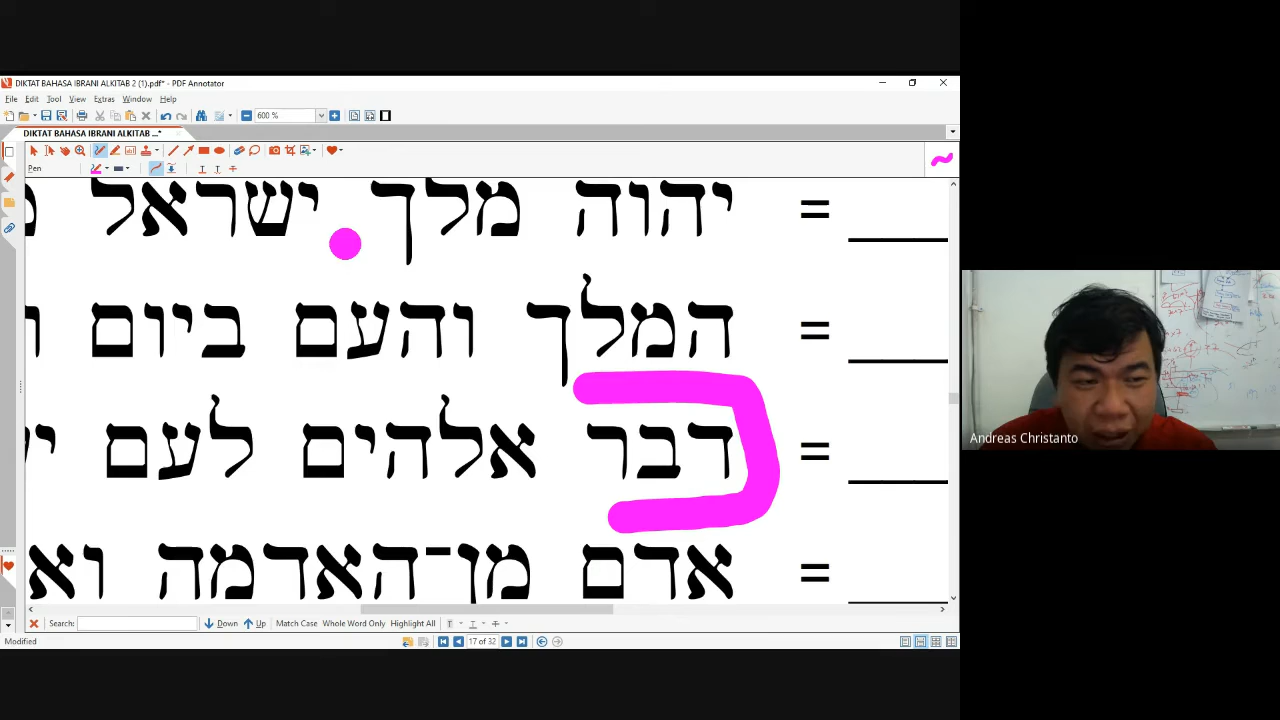 DIKTAT BAHASA IBRANI ALKITAB 2 (1).pdf* - PDF Annotator
File Edit Tool View Extras Window Help
600 %
DIKTAT BAHASA IBRANI ALKITAB ...*
Pen
יהוה מלך ישראל
= המלך והעם ביום
= דבר אלהים לעם
= אדם מן־האדמה
Andreas Christanto
Search: Down Up Match Case Whole Word Only Highlight All
Modified 17 of 32